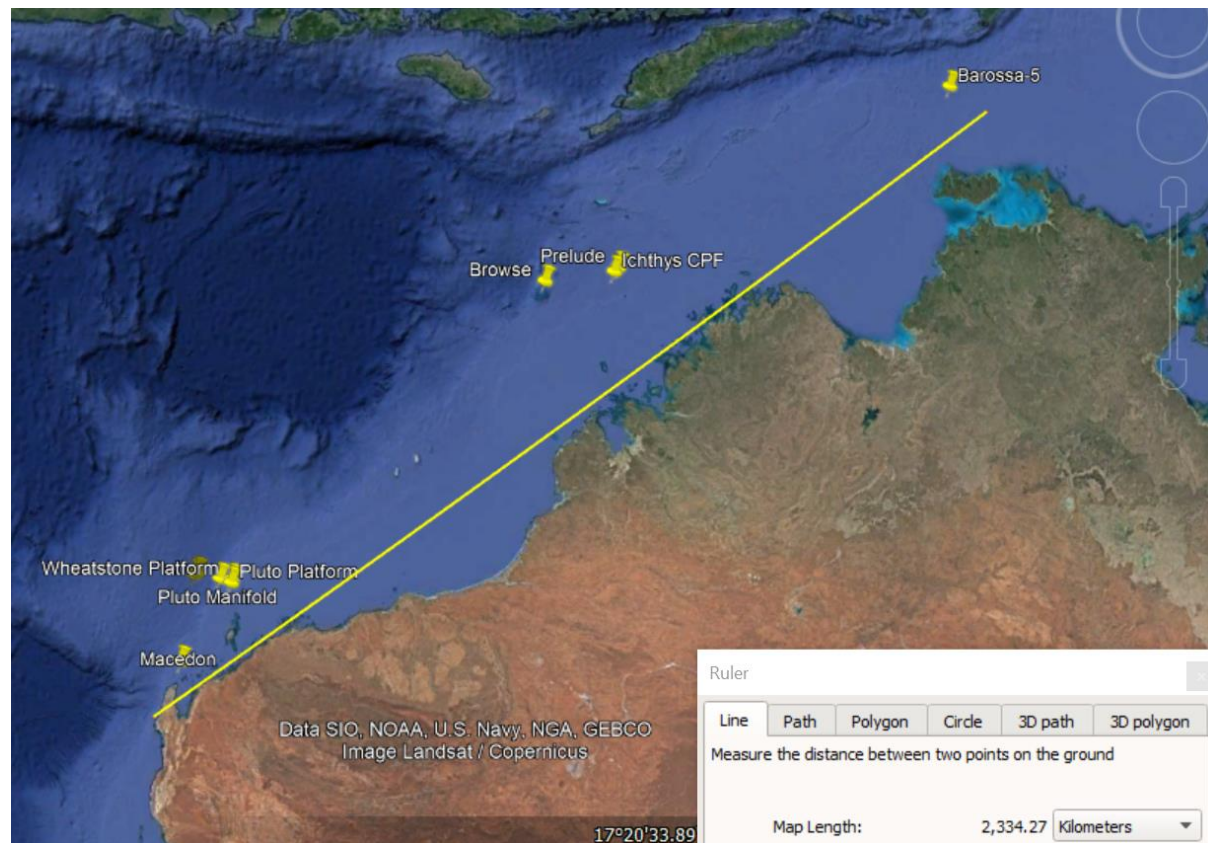 Barossa-5
Prelude
Ichthys CPF
Browse
Wheatstone Platform
Pluto Platform
Pluto Manifold
Macedon
Data SIO, NOAA, U.S. Navy, NGA, GEBCO
Image Landsat / Copernicus
17°20'33.89
Ruler
Line Path Polygon Circle 3D path 3D polygon
Measure the distance between two points on the ground
Map Length: 2,334.27 Kilometers